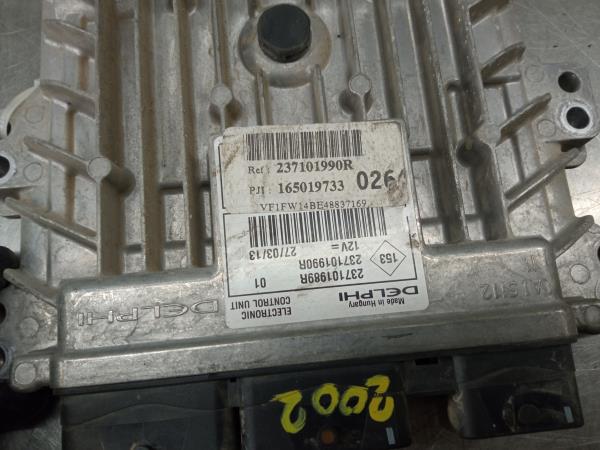 Ref : 237101990R
PJ1 : 165019733 026
VF1FW14BE48837169
DELPHI
Made in Hungary
ELECTRONIC
CONTROL UNIT
237101989R 01
237101990R
12V= 27/03/13
153
DELPHI
2002